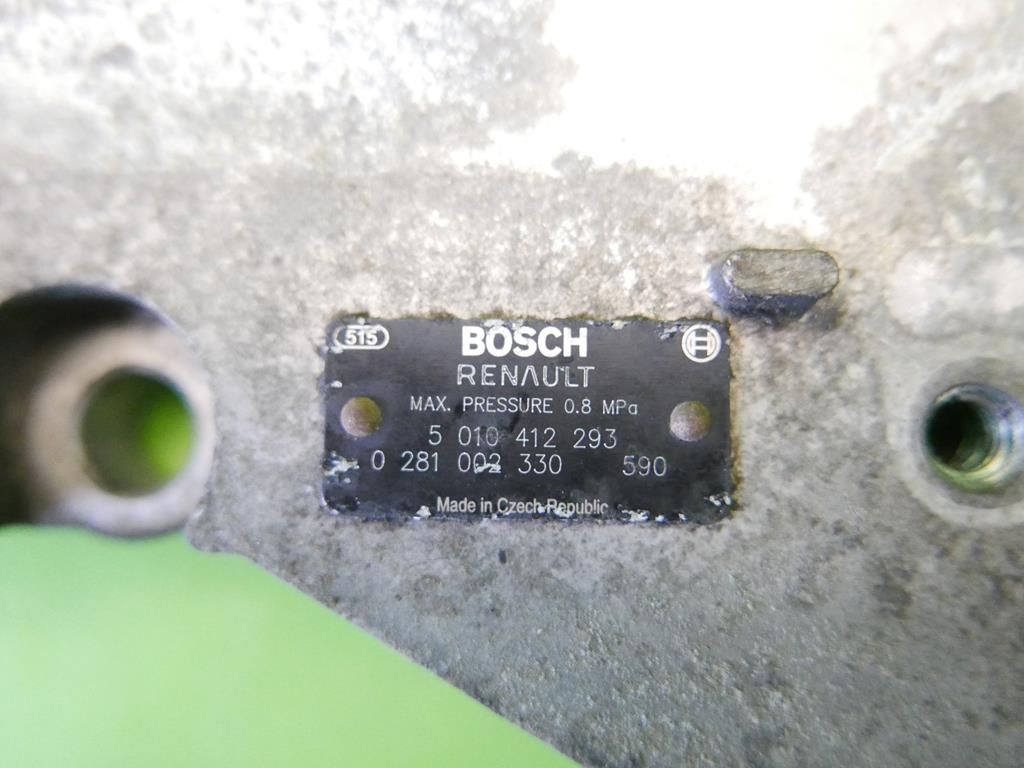 515
BOSCH
RENAULT
MAX. PRESSURE 0.8 MPa
5 010 412 293
0 281 002 330 590
Made in Czech Republic